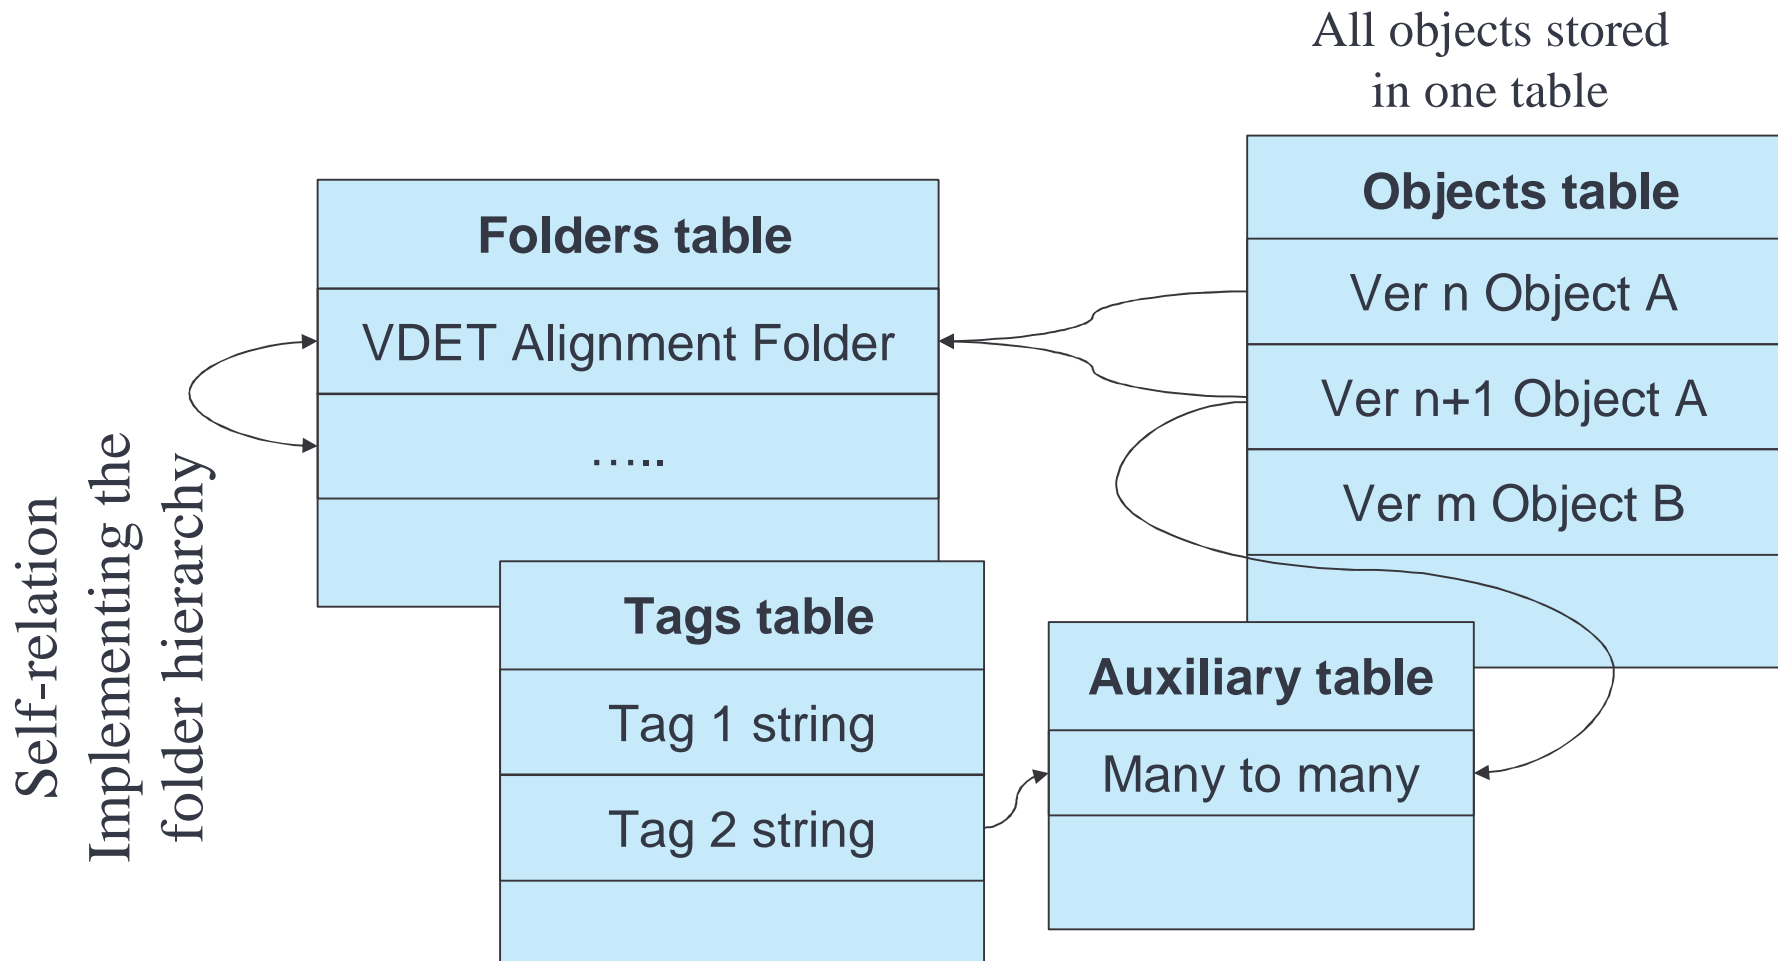 All objects stored
in one table
Objects table
Ver n Object A
Ver n+1 Object A
Ver m Object B
Folders table
VDET Alignment Folder
…..
Self-relation
Implementing the
folder hierarchy
Tags table
Tag 1 string
Tag 2 string
Auxiliary table
Many to many